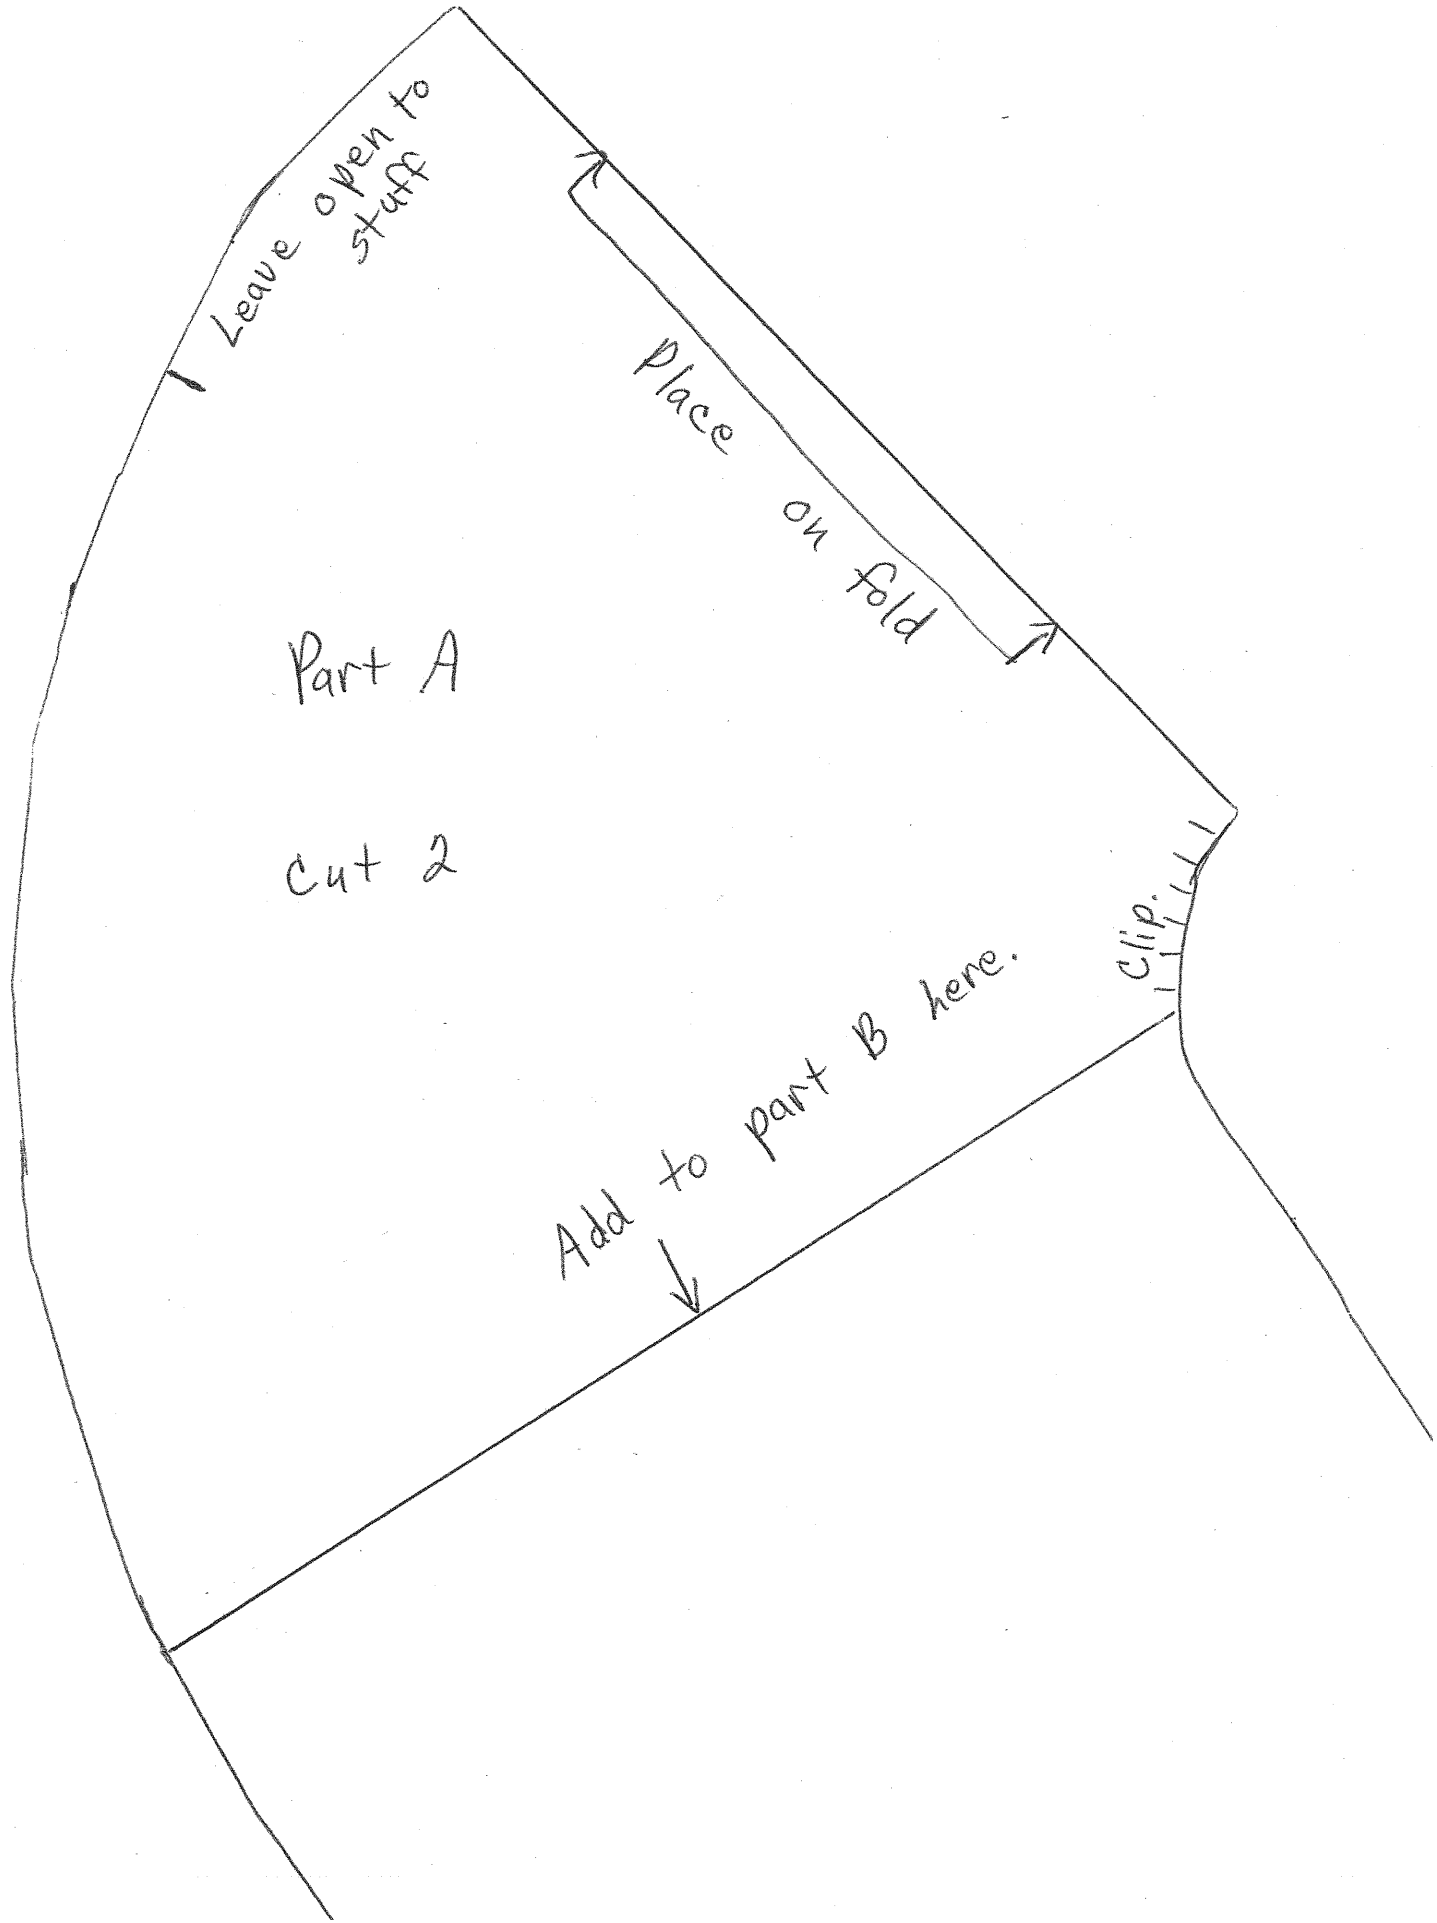 Leave open to
stuff
Place on fold
Part A
Cut 2
Clip.
Add to part B here.